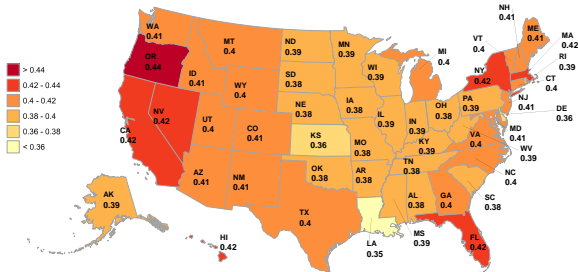 > 0.44
0.42 - 0.44
0.4 - 0.42
0.38 - 0.4
0.36 - 0.38
< 0.36
WA
0.41
OR
0.44
CA
0.42
NV
0.42
ID
0.41
MT
0.4
WY
0.4
UT
0.4
CO
0.41
AZ
0.41
NM
0.41
ND
0.39
SD
0.38
NE
0.38
KS
0.36
OK
0.38
TX
0.4
MN
0.39
IA
0.38
MO
0.38
AR
0.38
LA
0.35
WI
0.39
IL
0.39
IN
0.39
MI
0.4
OH
0.38
KY
0.39
TN
0.38
MS
0.39
AL
0.38
GA
0.4
FL
0.42
SC
0.38
NC
0.4
VA
0.4
WV
0.39
MD
0.41
DE
0.36
NJ
0.41
PA
0.39
NY
0.42
CT
0.4
RI
0.39
MA
0.42
ME
0.41
NH
0.41
VT
0.4
AK
0.39
HI
0.42